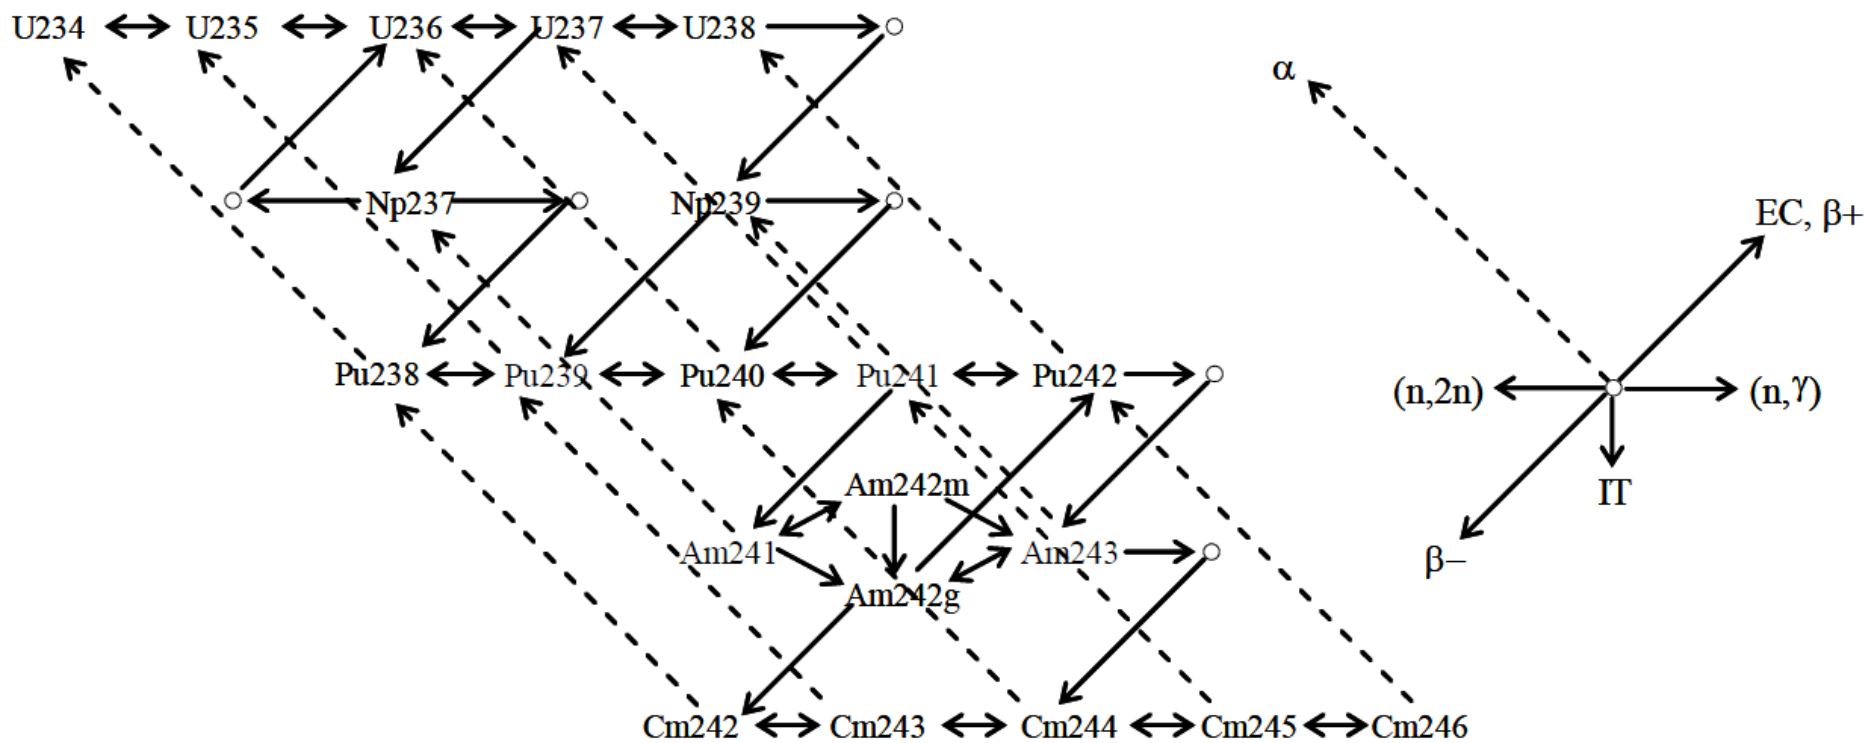 U234 U235 U236 U237 U238
α
Np237 Np239
EC, β+
Pu238 Pu239 Pu240 Pu241 Pu242
(n,2n) (n,γ)
Am242m
IT
Am241 Am243
β−
Am242g
Cm242 Cm243 Cm244 Cm245 Cm246